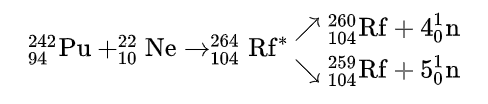 ↗ ²⁶⁰₁₀₄Rf + 4¹₀n
²⁴²₉₄Pu + ²²₁₀Ne → ²⁶⁴₁₀₄Rf*
↘ ²⁵⁹₁₀₄Rf + 5¹₀n